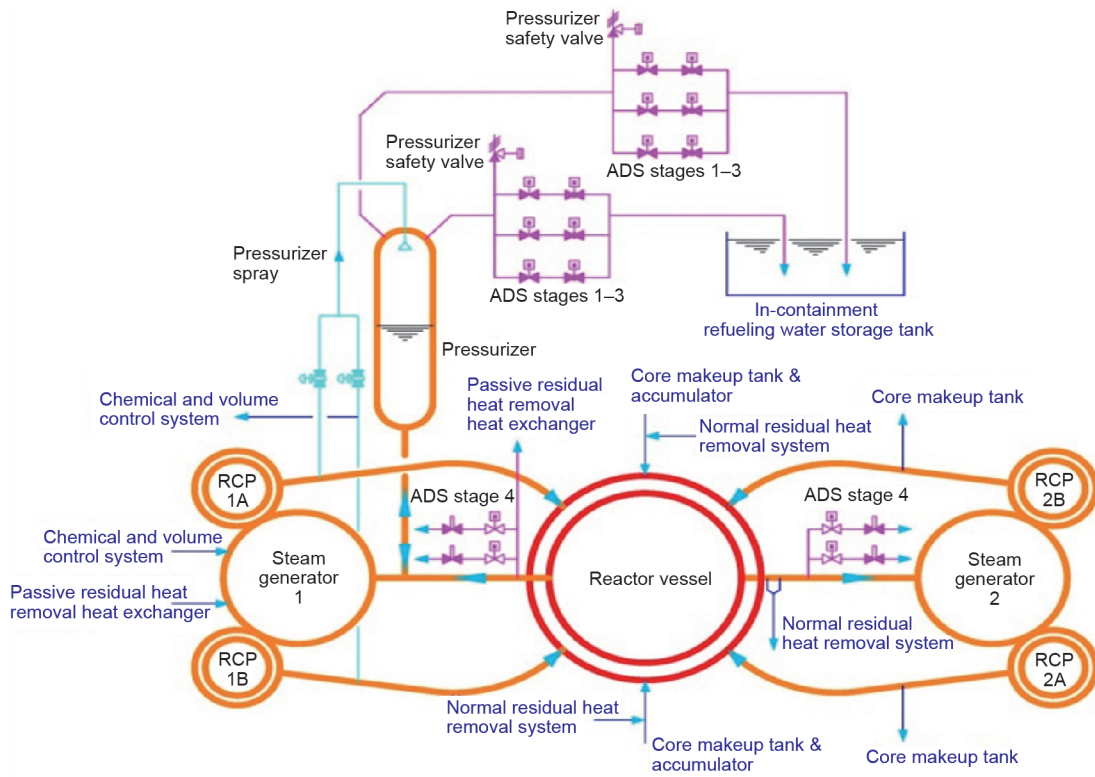 Pressurizer
safety valve
Pressurizer
safety valve
ADS stages 1–3
Pressurizer
spray
ADS stages 1–3
In-containment
refueling water storage tank
Pressurizer
Chemical and volume
control system
Passive residual
heat removal
heat exchanger
Core makeup tank &
accumulator
Normal residual heat
removal system
Core makeup tank
RCP
1A
ADS stage 4
ADS stage 4
RCP
2B
Chemical and volume
control system
Steam
generator
1
Reactor vessel
Steam
generator
2
Passive residual heat
removal heat exchanger
Normal residual
heat removal system
RCP
1B
RCP
2A
Normal residual heat
removal system
Core makeup tank &
accumulator
Core makeup tank